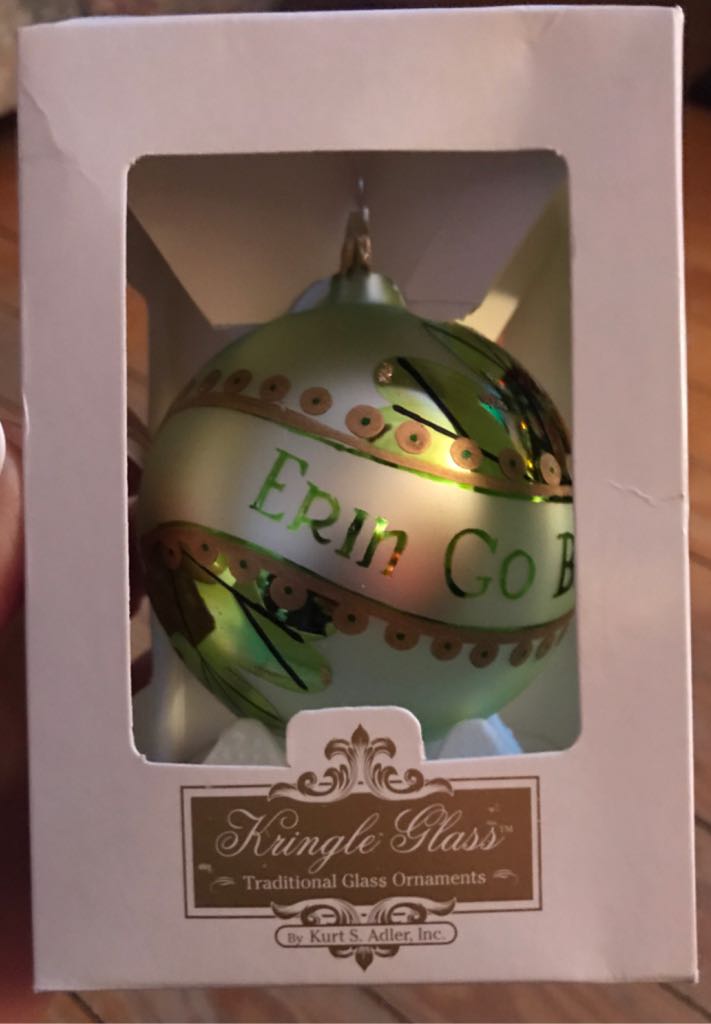 ERIN GO B
Kringle Glass™
Traditional Glass Ornaments
By Kurt S. Adler, Inc.